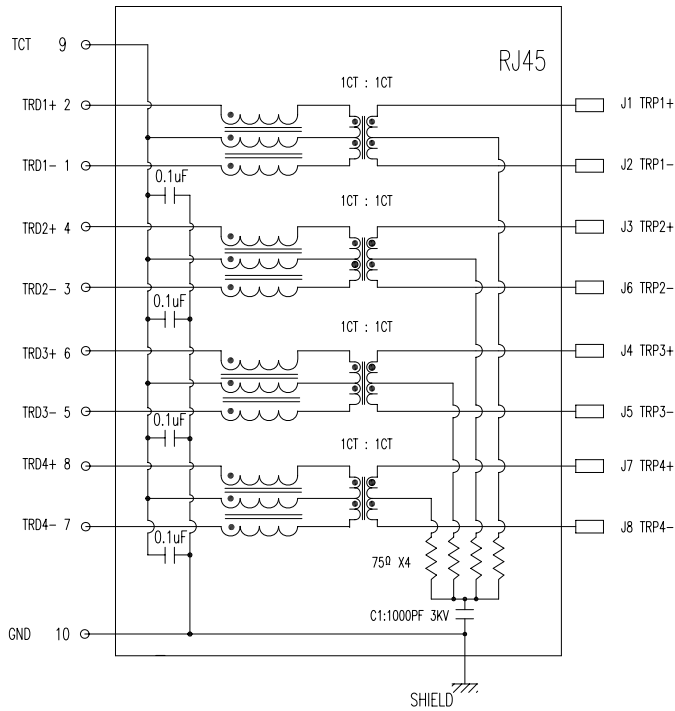 TCT 9
RJ45
1CT : 1CT
TRD1+ 2
J1 TRP1+
TRD1- 1
J2 TRP1-
0.1uF
1CT : 1CT
TRD2+ 4
J3 TRP2+
TRD2- 3
J6 TRP2-
0.1uF
1CT : 1CT
TRD3+ 6
J4 TRP3+
TRD3- 5
J5 TRP3-
0.1uF
1CT : 1CT
TRD4+ 8
J7 TRP4+
TRD4- 7
J8 TRP4-
0.1uF
75Ω X4
C1:1000PF 3KV
GND 10
SHIELD